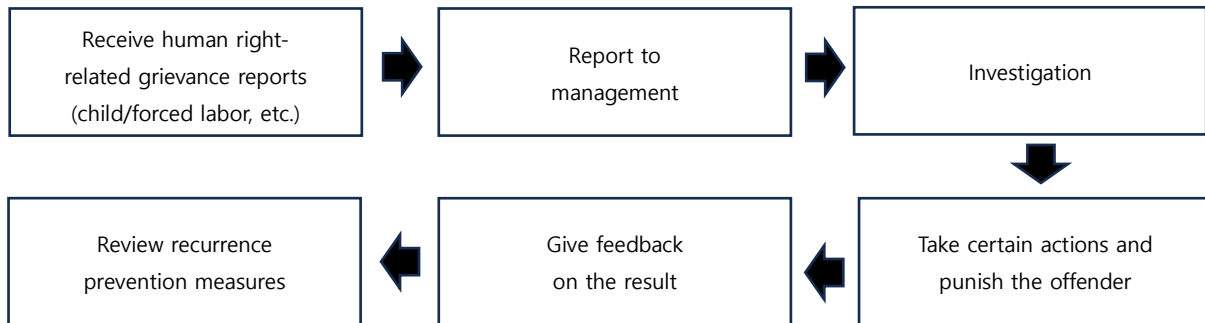 Receive human right-
related grievance reports
(child/forced labor, etc.)
Report to
management
Investigation
Take certain actions and
punish the offender
Give feedback
on the result
Review recurrence
prevention measures